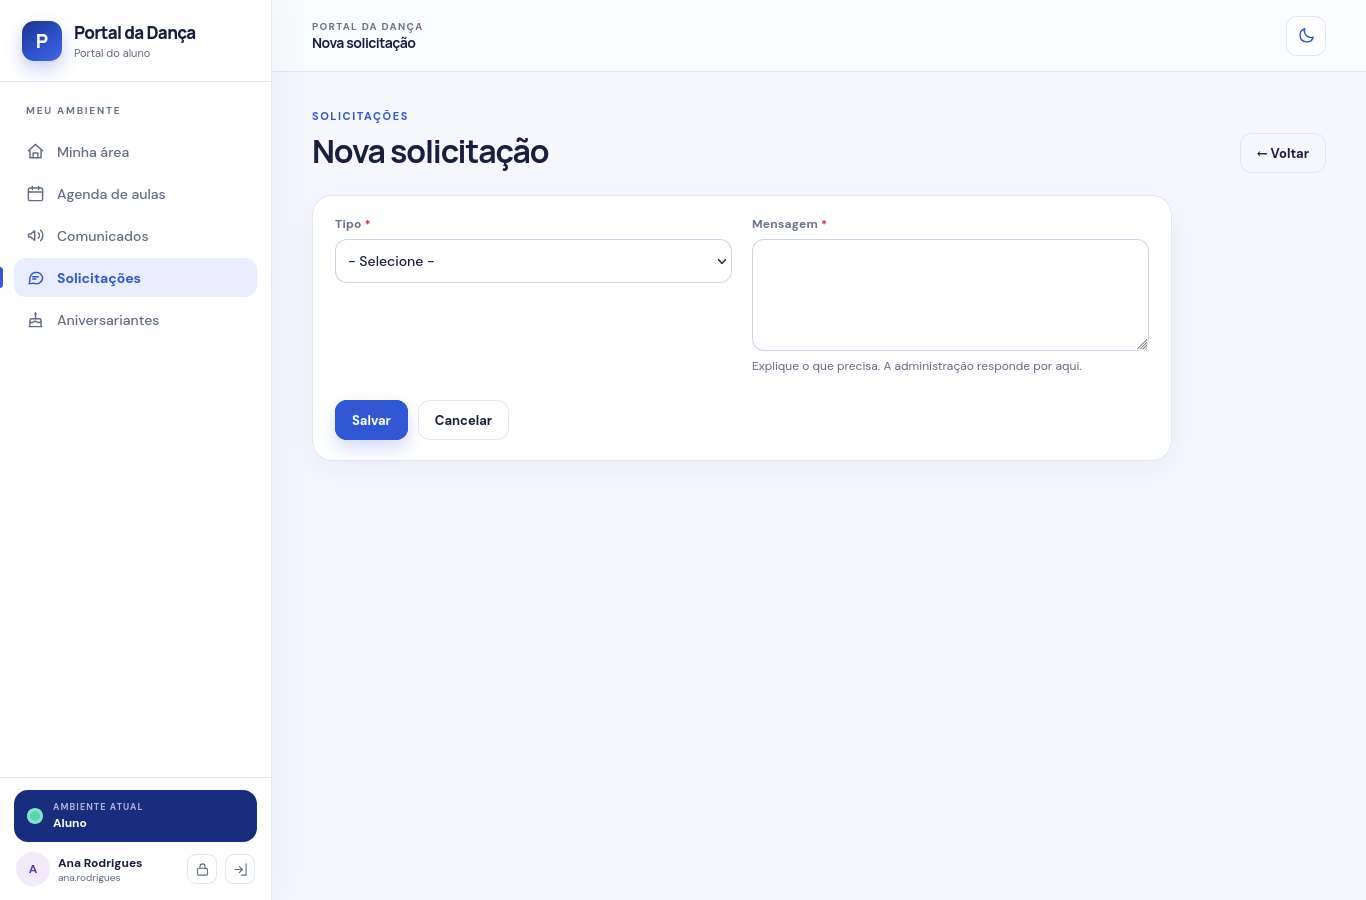 P
Portal da Dança
Portal do aluno
MEU AMBIENTE
Minha área
Agenda de aulas
Comunicados
Solicitações
Aniversariantes
AMBIENTE ATUAL
Aluno
A
Ana Rodrigues
ana.rodrigues
PORTAL DA DANÇA
Nova solicitação
SOLICITAÇÕES
Nova solicitação
← Voltar
Tipo *
– Selecione –
Mensagem *
Explique o que precisa. A administração responde por aqui.
Salvar
Cancelar